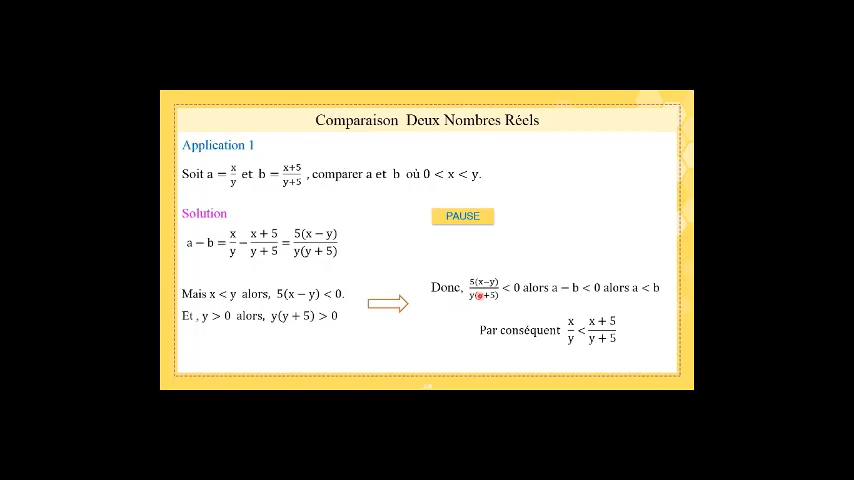 Comparaison Deux Nombres Réels
Application 1
Soit a = x/y et b = x+5/y+5 , comparer a et b où 0 < x < y.
Solution
PAUSE
a − b = x/y − x + 5/y + 5 = 5(x − y)/y(y + 5)
Mais x < y alors, 5(x − y) < 0.
Et , y > 0 alors, y(y + 5) > 0
Donc, 5(x−y)/y(y+5) < 0 alors a − b < 0 alors a < b
Par conséquent x/y < x + 5/y + 5